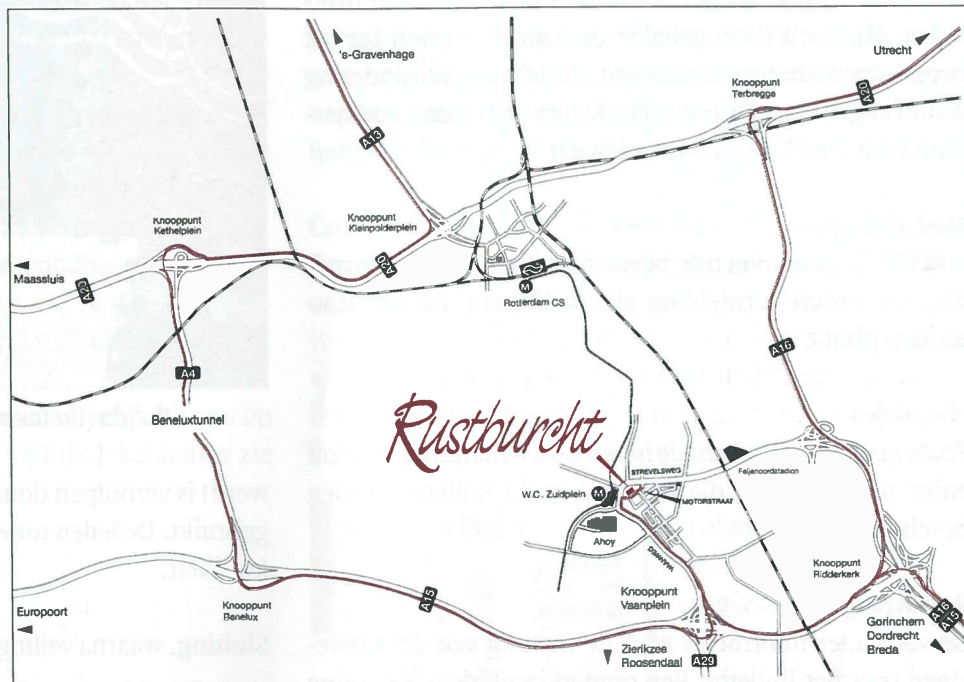 's-Gravenhage
Utrecht
Knooppunt
Terbregge
A20
A13
Knooppunt
Kethelplein
Knooppunt
Kleinpolderplein
A20
Maassluis
A20
M
Rotterdam CS
A16
A4
Beneluxtunnel
Rustburcht
STREVELSWEG
Feijenoordstadion
W.C. Zuidplein
M
MOTORSTRAAT
Ahoy
VAANWEG
Knooppunt
Ridderkerk
Knooppunt
Vaanplein
Knooppunt
Benelux
A15
Europoort
A16
A15
Gorinchem
Dordrecht
Breda
Zierikzee
Roosendaal
A29